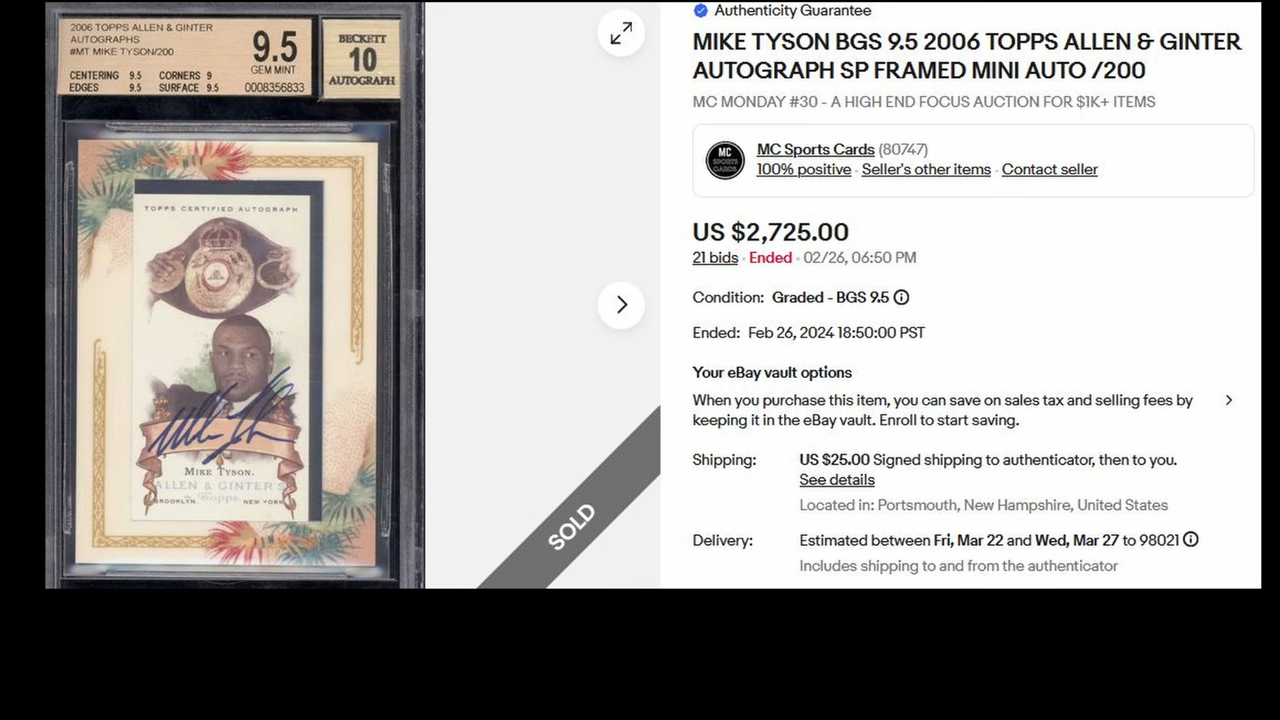 2006 TOPPS ALLEN & GINTER
AUTOGRAPHS
#MT MIKE TYSON/200
9.5
GEM MINT
CENTERING 9.5 CORNERS 9
EDGES 9.5 SURFACE 9.5
0008356833
BECKETT
10
AUTOGRAPH
TOPPS CERTIFIED AUTOGRAPH
MIKE TYSON.
ALLEN & GINTER'S
BROOKLYN. Topps NEW YORK
SOLD
Authenticity Guarantee
MIKE TYSON BGS 9.5 2006 TOPPS ALLEN & GINTER
AUTOGRAPH SP FRAMED MINI AUTO /200
MC MONDAY #30 - A HIGH END FOCUS AUCTION FOR $1K+ ITEMS
MC
SPORTS
CARDS
MC Sports Cards (80747)
100% positive · Seller's other items · Contact seller
US $2,725.00
21 bids · Ended · 02/26, 06:50 PM
Condition: Graded - BGS 9.5
Ended: Feb 26, 2024 18:50:00 PST
Your eBay vault options
When you purchase this item, you can save on sales tax and selling fees by
keeping it in the eBay vault. Enroll to start saving.
Shipping: US $25.00 Signed shipping to authenticator, then to you.
See details
Located in: Portsmouth, New Hampshire, United States
Delivery: Estimated between Fri, Mar 22 and Wed, Mar 27 to 98021
Includes shipping to and from the authenticator